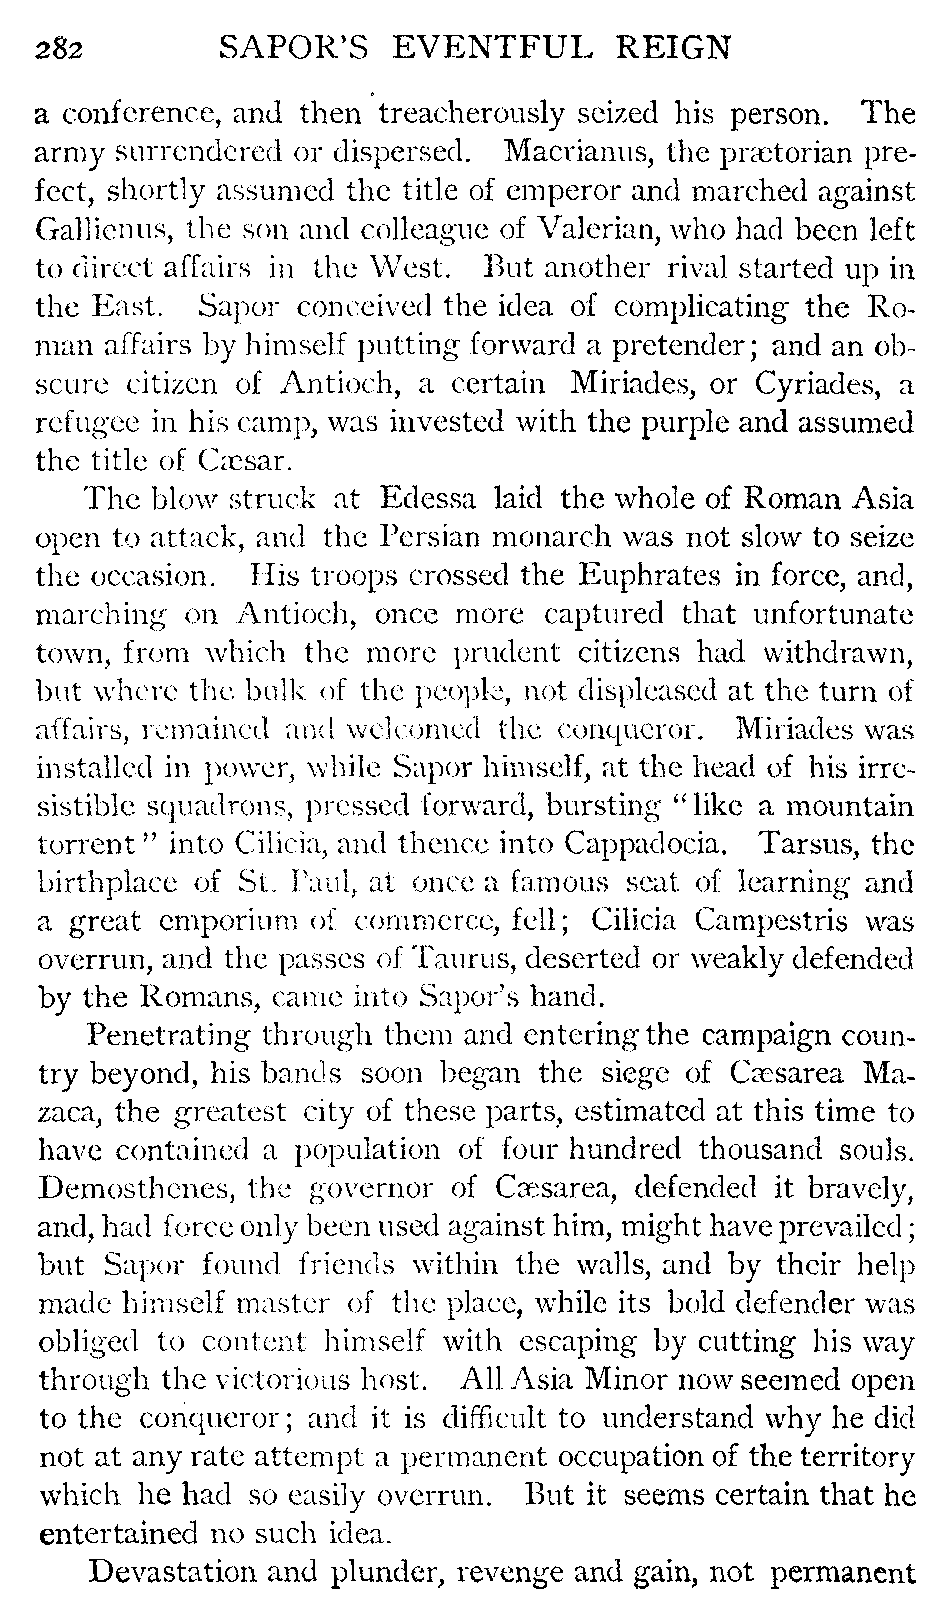 282 SAPOR'S EVENTFUL REIGN
a conference, and then treacherously seized his person. The
army surrendered or dispersed. Macrianus, the prætorian pre-
fect, shortly assumed the title of emperor and marched against
Gallienus, the son and colleague of Valerian, who had been left
to direct affairs in the West. But another rival started up in
the East. Sapor conceived the idea of complicating the Ro-
man affairs by himself putting forward a pretender; and an ob-
scure citizen of Antioch, a certain Miriades, or Cyriades, a
refugee in his camp, was invested with the purple and assumed
the title of Cæsar.
The blow struck at Edessa laid the whole of Roman Asia
open to attack, and the Persian monarch was not slow to seize
the occasion. His troops crossed the Euphrates in force, and,
marching on Antioch, once more captured that unfortunate
town, from which the more prudent citizens had withdrawn,
but where the bulk of the people, not displeased at the turn of
affairs, remained and welcomed the conqueror. Miriades was
installed in power, while Sapor himself, at the head of his irre-
sistible squadrons, pressed forward, bursting “like a mountain
torrent” into Cilicia, and thence into Cappadocia. Tarsus, the
birthplace of St. Paul, at once a famous seat of learning and
a great emporium of commerce, fell; Cilicia Campestris was
overrun, and the passes of Taurus, deserted or weakly defended
by the Romans, came into Sapor's hand.
Penetrating through them and entering the campaign coun-
try beyond, his bands soon began the siege of Cæsarea Ma-
zaca, the greatest city of these parts, estimated at this time to
have contained a population of four hundred thousand souls.
Demosthenes, the governor of Cæsarea, defended it bravely,
and, had force only been used against him, might have prevailed;
but Sapor found friends within the walls, and by their help
made himself master of the place, while its bold defender was
obliged to content himself with escaping by cutting his way
through the victorious host. All Asia Minor now seemed open
to the conqueror; and it is difficult to understand why he did
not at any rate attempt a permanent occupation of the territory
which he had so easily overrun. But it seems certain that he
entertained no such idea.
Devastation and plunder, revenge and gain, not permanent